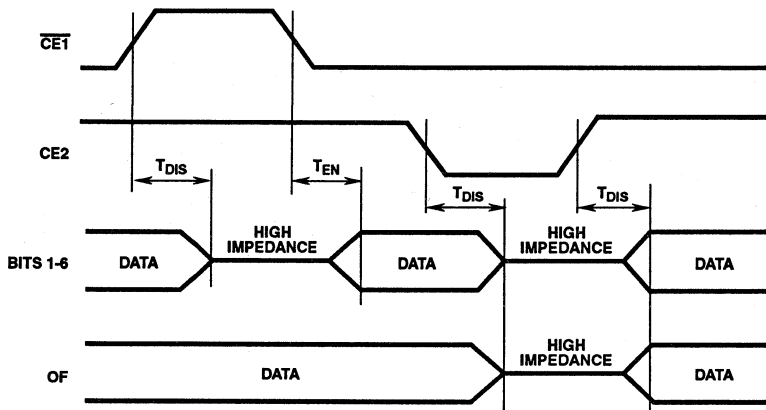 CE1
CE2
TDIS
TEN
TDIS
TDIS
BITS 1-6
DATA
HIGH
IMPEDANCE
DATA
HIGH
IMPEDANCE
DATA
OF
DATA
HIGH
IMPEDANCE
DATA